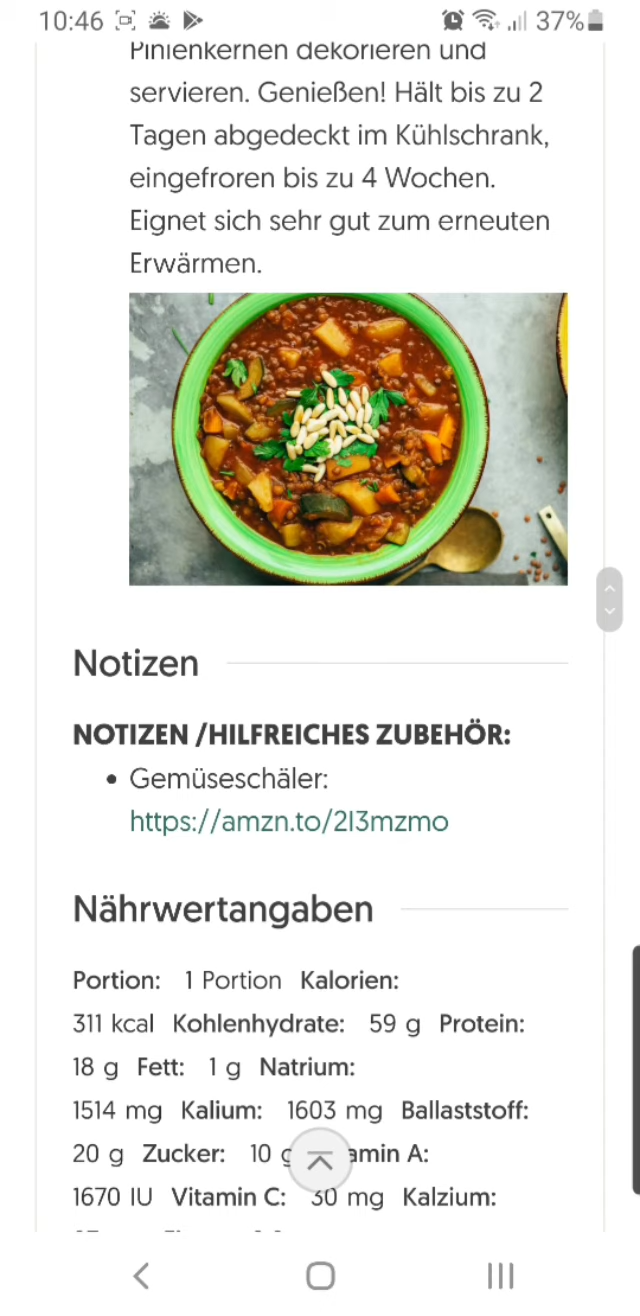 10:46 37%
Pinienkernen dekorieren und
servieren. Genießen! Hält bis zu 2
Tagen abgedeckt im Kühlschrank,
eingefroren bis zu 4 Wochen.
Eignet sich sehr gut zum erneuten
Erwärmen.
Notizen
NOTIZEN /HILFREICHES ZUBEHÖR:
• Gemüseschäler:
https://amzn.to/2I3mzmo
Nährwertangaben
Portion: 1 Portion Kalorien:
311 kcal Kohlenhydrate: 59 g Protein:
18 g Fett: 1 g Natrium:
1514 mg Kalium: 1603 mg Ballaststoff:
20 g Zucker: 10 g amin A:
1670 IU Vitamin C: 30 mg Kalzium: